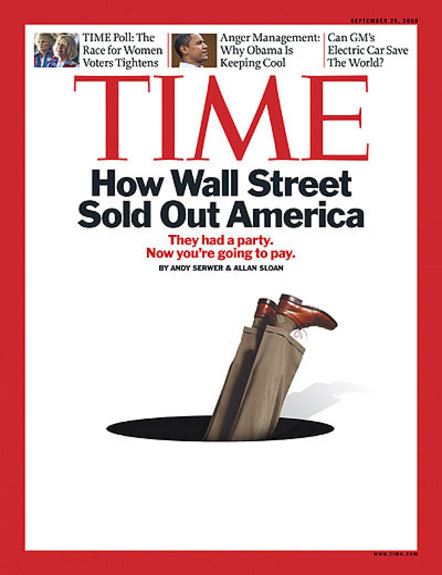 SEPTEMBER 29, 2008
TIME Poll: The
Race for Women
Voters Tightens
Anger Management:
Why Obama Is
Keeping Cool
Can GM's
Electric Car Save
The World?
TIME
How Wall Street
Sold Out America
They had a party.
Now you're going to pay.
BY ANDY SERWER & ALLAN SLOAN
www.time.com